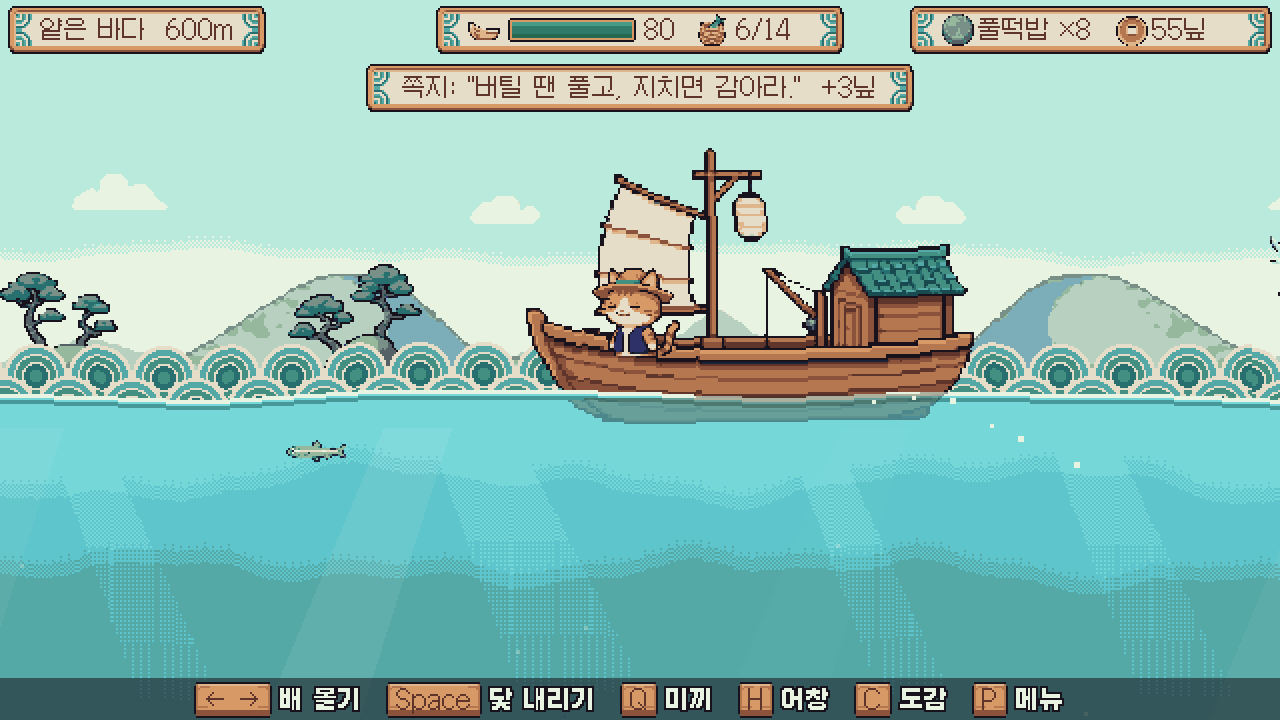 얕은 바다 600m
80 6/14
풀떡밥 ×8 55닢
쪽지: "버틸 땐 풀고, 지치면 감아라." +3닢
← → 배 몰기 Space 닻 내리기 Q 미끼 H 어창 C 도감 P 메뉴